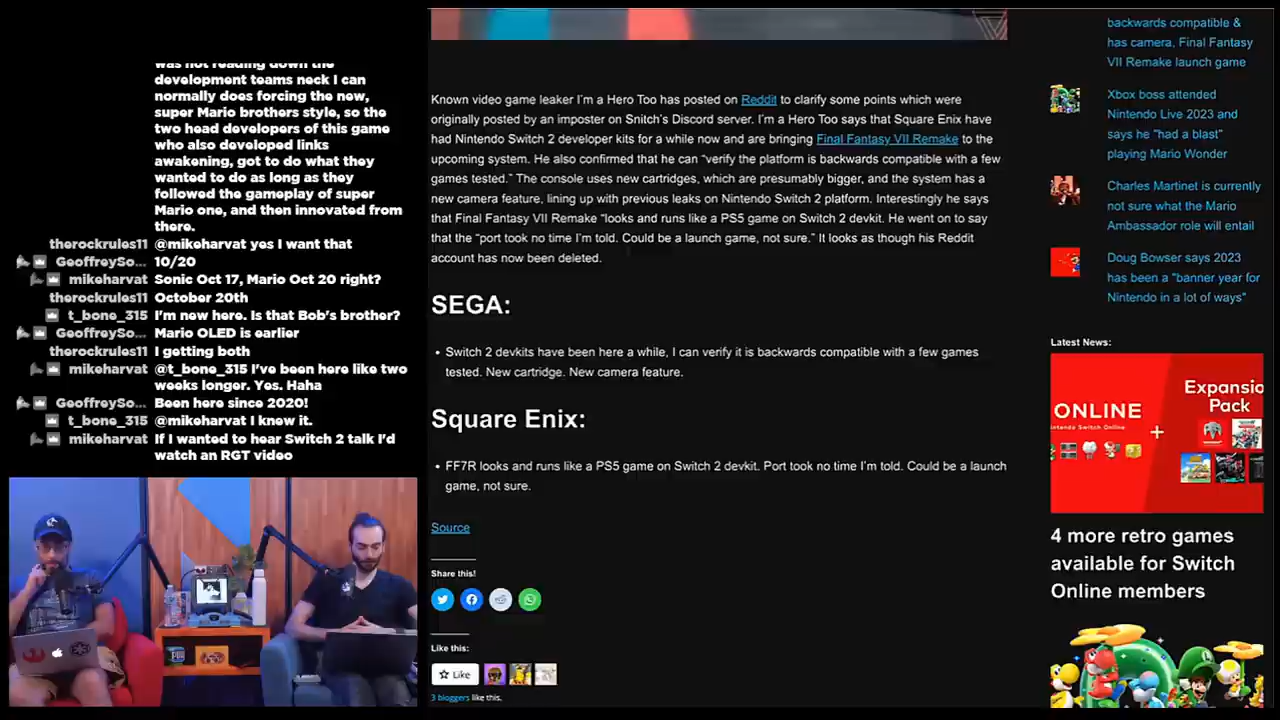 was not reading down the
development teams neck I can
normally does forcing the new,
super Mario brothers style, so the
two head developers of this game
who also developed links
awakening, got to do what they
wanted to do as long as they
followed the gameplay of super
Mario one, and then innovated from
there.
therockrules11 @mikeharvat yes I want that
GeoffreySo... 10/20
mikeharvat Sonic Oct 17, Mario Oct 20 right?
therockrules11 October 20th
t_bone_315 I'm new here. Is that Bob's brother?
GeoffreySo... Mario OLED is earlier
therockrules11 I getting both
mikeharvat @t_bone_315 I've been here like two
weeks longer. Yes. Haha
GeoffreySo... Been here since 2020!
t_bone_315 @mikeharvat I knew it.
mikeharvat If I wanted to hear Switch 2 talk I'd
watch an RGT video
Known video game leaker I'm a Hero Too has posted on Reddit to clarify some points which were
originally posted by an imposter on Snitch's Discord server. I'm a Hero Too says that Square Enix have
had Nintendo Switch 2 developer kits for a while now and are bringing Final Fantasy VII Remake to the
upcoming system. He also confirmed that he can "verify the platform is backwards compatible with a few
games tested." The console uses new cartridges, which are presumably bigger, and the system has a
new camera feature, lining up with previous leaks on Nintendo Switch 2 platform. Interestingly he says
that Final Fantasy VII Remake "looks and runs like a PS5 game on Switch 2 devkit. He went on to say
that the "port took no time I'm told. Could be a launch game, not sure." It looks as though his Reddit
account has now been deleted.
SEGA:
• Switch 2 devkits have been here a while, I can verify it is backwards compatible with a few games
tested. New cartridge. New camera feature.
Square Enix:
• FF7R looks and runs like a PS5 game on Switch 2 devkit. Port took no time I'm told. Could be a launch
game, not sure.
Source
Share this!
Like this:
Like
3 bloggers like this.
backwards compatible &
has camera, Final Fantasy
VII Remake launch game
Xbox boss attended
Nintendo Live 2023 and
says he "had a blast"
playing Mario Wonder
Charles Martinet is currently
not sure what the Mario
Ambassador role will entail
Doug Bowser says 2023
has been a "banner year for
Nintendo in a lot of ways"
Latest News:
ONLINE
Nintendo Switch Online
+
Expansio
Pack
4 more retro games
available for Switch
Online members